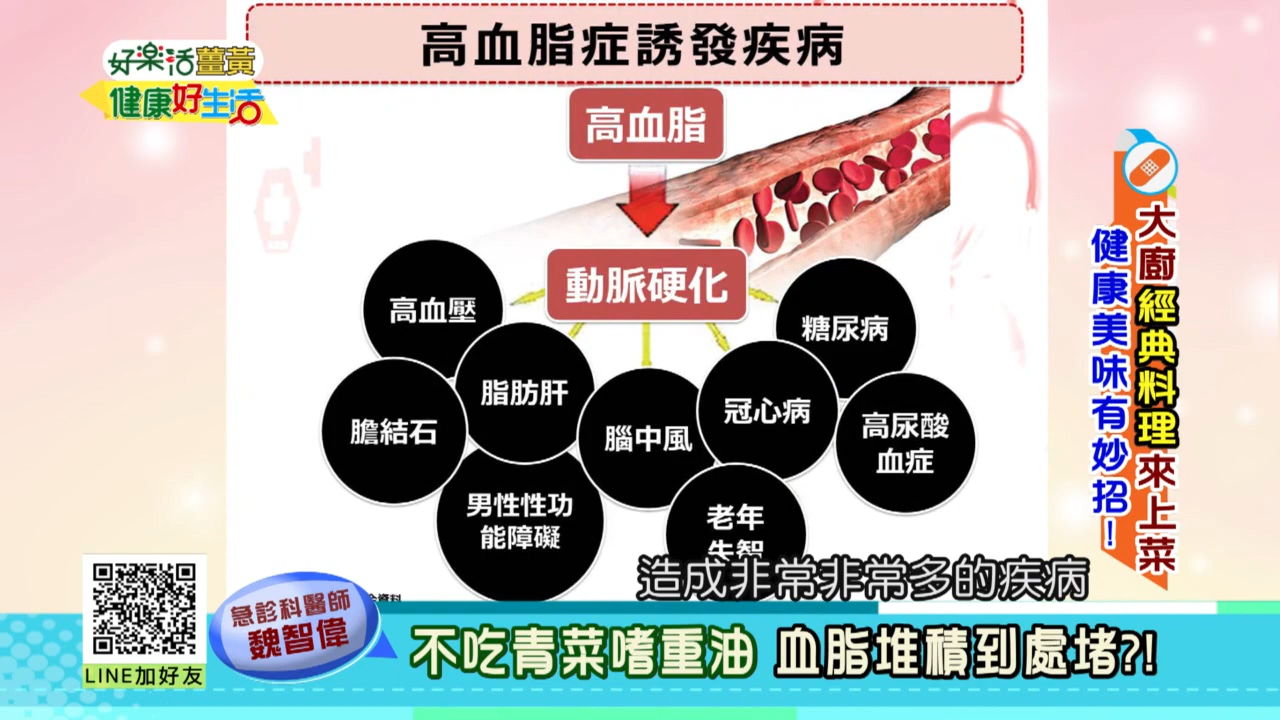 高血脂症誘發疾病
好楽活薑黃
健康好生活
高血脂
動脈硬化
高血壓
糖尿病
脂肪肝
冠心病
膽結石
腦中風
高尿酸
血症
男性性功
能障礙
老年
失智
造成非常非常多的疾病
大廚經典料理來上菜
健康美味有妙招!
急診科醫師
魏智偉
不吃青菜嗜重油 血脂堆積到處堵?!
LINE加好友